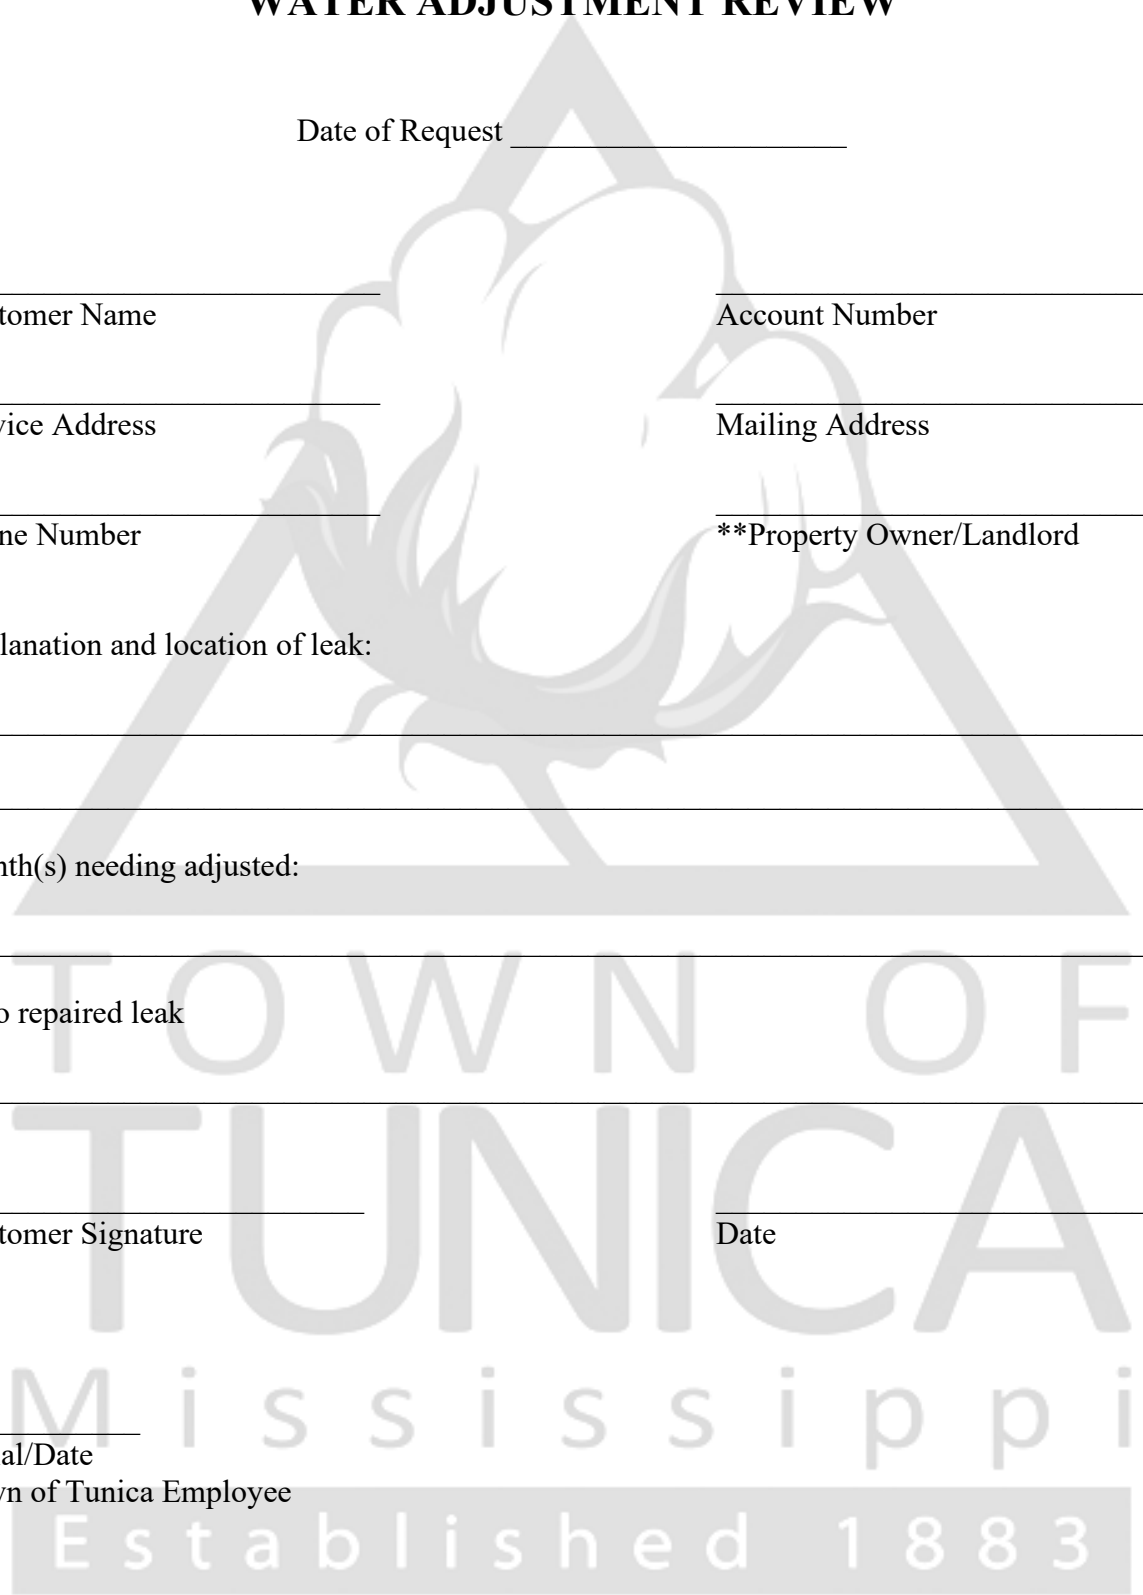 WATER ADJUSTMENT REVIEW
Date of Request
tomer Name
Account Number
vice Address
Mailing Address
ne Number
**Property Owner/Landlord
lanation and location of leak:
nth(s) needing adjusted:
TOWN OF
o repaired leak
TUNICA
tomer Signature
Date
Mississippi
al/Date
n of Tunica Employee
Established 1883